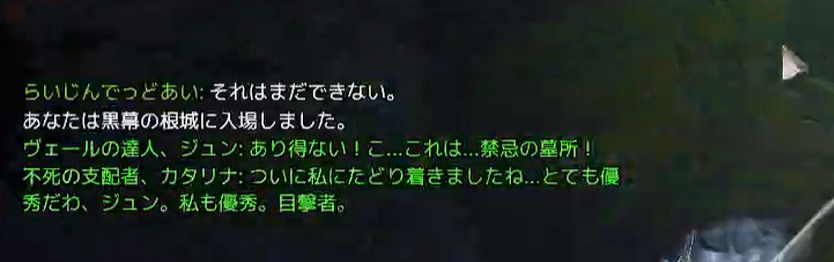 らいじんでっどあい: それはまだできない。
あなたは黒幕の根城に入場しました。
ヴェールの達人、ジュン: あり得ない！こ...これは...禁忌の墓所！
不死の支配者、カタリナ: ついに私にたどり着きましたね...とても優
秀だわ、ジュン。私も優秀。目撃者。